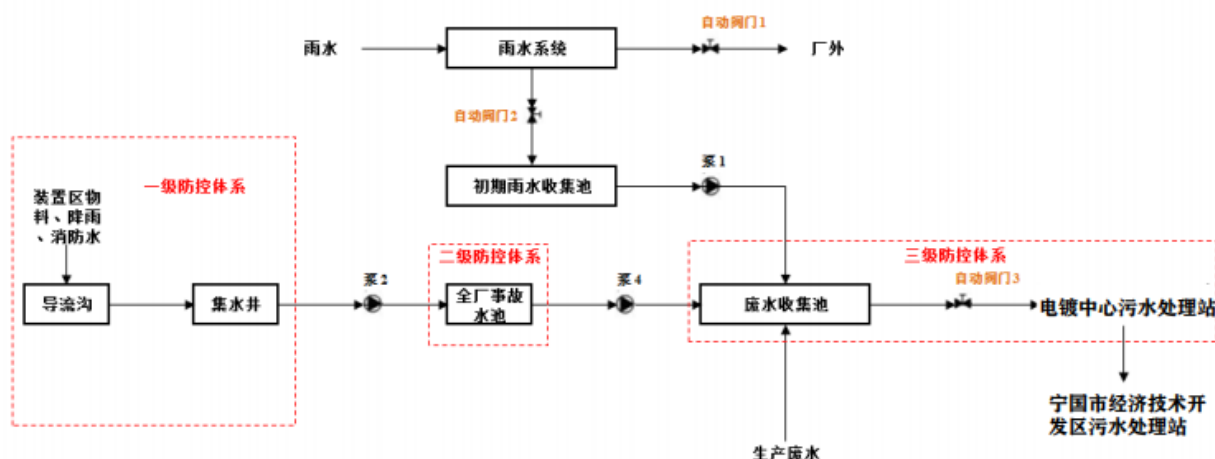 自动阀门1
雨水
雨水系统
厂外
自动阀门2
初期雨水收集池
泵1
一级防控体系
装置区物
料、降雨
、消防水
导流沟
集水井
泵2
二级防控体系
全厂事故
水池
泵4
三级防控体系
废水收集池
自动阀门3
电镀中心污水处理站
宁国市经济技术开
发区污水处理站
生产废水